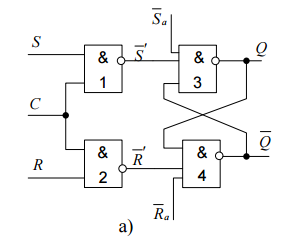 S̅ₐ
S & S̅′ & Q
1 3
C
& R̅′ & Q̅
R 2 4
R̅ₐ
а)